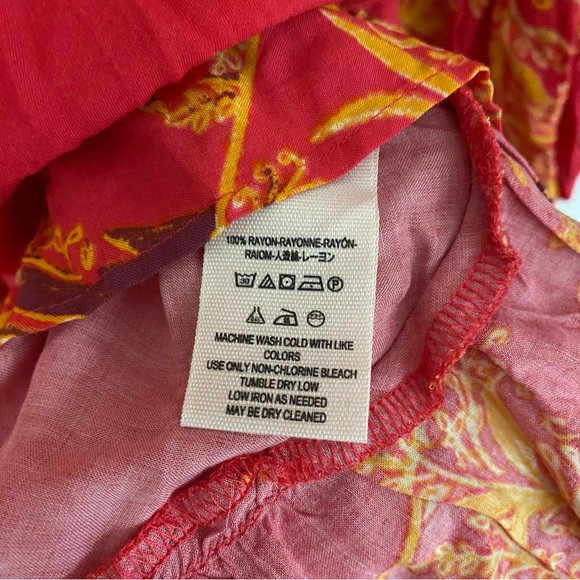 100% RAYON-RAYONNE-RAYÓN-
RAIOM-人造絲-レーヨン
30 P
MACHINE WASH COLD WITH LIKE
COLORS
USE ONLY NON-CHLORINE BLEACH
TUMBLE DRY LOW
LOW IRON AS NEEDED
MAY BE DRY CLEANED